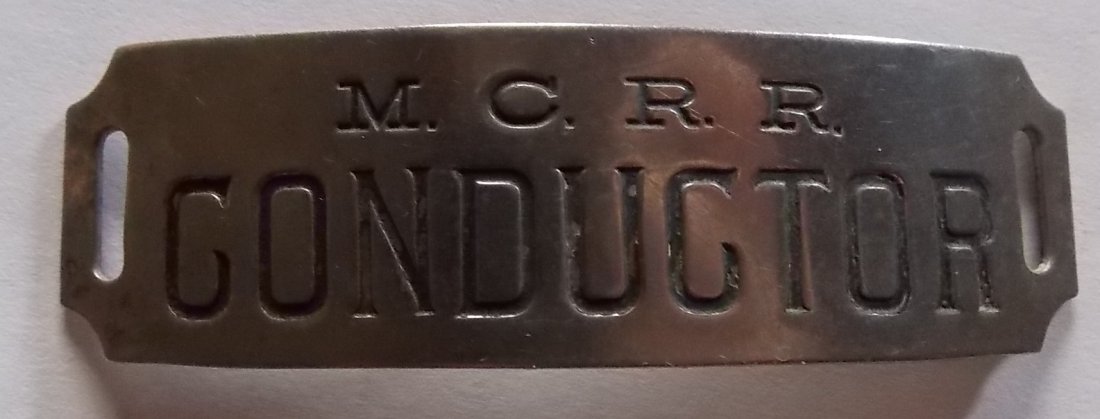 M. C. R. R.
CONDUCTOR